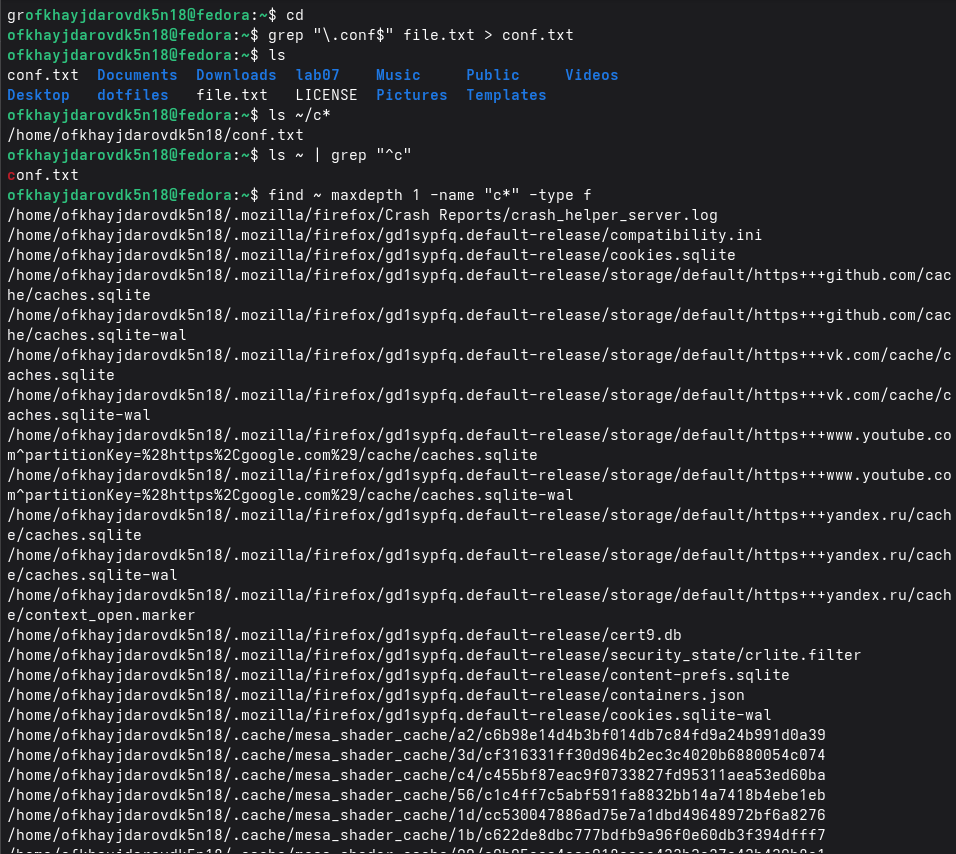 grofkhayjdarovdk5n18@fedora:~$ cd
ofkhayjdarovdk5n18@fedora:~$ grep "\.conf$" file.txt > conf.txt
ofkhayjdarovdk5n18@fedora:~$ ls
conf.txt  Documents  Downloads  lab07    Music     Public     Videos
Desktop   dotfiles   file.txt   LICENSE  Pictures  Templates
ofkhayjdarovdk5n18@fedora:~$ ls ~/c*
/home/ofkhayjdarovdk5n18/conf.txt
ofkhayjdarovdk5n18@fedora:~$ ls ~ | grep "^c"
conf.txt
ofkhayjdarovdk5n18@fedora:~$ find ~ maxdepth 1 -name "c*" -type f
/home/ofkhayjdarovdk5n18/.mozilla/firefox/Crash Reports/crash_helper_server.log
/home/ofkhayjdarovdk5n18/.mozilla/firefox/gd1sypfq.default-release/compatibility.ini
/home/ofkhayjdarovdk5n18/.mozilla/firefox/gd1sypfq.default-release/cookies.sqlite
/home/ofkhayjdarovdk5n18/.mozilla/firefox/gd1sypfq.default-release/storage/default/https+++github.com/cac
he/caches.sqlite
/home/ofkhayjdarovdk5n18/.mozilla/firefox/gd1sypfq.default-release/storage/default/https+++github.com/cac
he/caches.sqlite-wal
/home/ofkhayjdarovdk5n18/.mozilla/firefox/gd1sypfq.default-release/storage/default/https+++vk.com/cache/c
aches.sqlite
/home/ofkhayjdarovdk5n18/.mozilla/firefox/gd1sypfq.default-release/storage/default/https+++vk.com/cache/c
aches.sqlite-wal
/home/ofkhayjdarovdk5n18/.mozilla/firefox/gd1sypfq.default-release/storage/default/https+++www.youtube.co
m^partitionKey=%28https%2Cgoogle.com%29/cache/caches.sqlite
/home/ofkhayjdarovdk5n18/.mozilla/firefox/gd1sypfq.default-release/storage/default/https+++www.youtube.co
m^partitionKey=%28https%2Cgoogle.com%29/cache/caches.sqlite-wal
/home/ofkhayjdarovdk5n18/.mozilla/firefox/gd1sypfq.default-release/storage/default/https+++yandex.ru/cach
e/caches.sqlite
/home/ofkhayjdarovdk5n18/.mozilla/firefox/gd1sypfq.default-release/storage/default/https+++yandex.ru/cach
e/caches.sqlite-wal
/home/ofkhayjdarovdk5n18/.mozilla/firefox/gd1sypfq.default-release/storage/default/https+++yandex.ru/cach
e/context_open.marker
/home/ofkhayjdarovdk5n18/.mozilla/firefox/gd1sypfq.default-release/cert9.db
/home/ofkhayjdarovdk5n18/.mozilla/firefox/gd1sypfq.default-release/security_state/crlite.filter
/home/ofkhayjdarovdk5n18/.mozilla/firefox/gd1sypfq.default-release/content-prefs.sqlite
/home/ofkhayjdarovdk5n18/.mozilla/firefox/gd1sypfq.default-release/containers.json
/home/ofkhayjdarovdk5n18/.mozilla/firefox/gd1sypfq.default-release/cookies.sqlite-wal
/home/ofkhayjdarovdk5n18/.cache/mesa_shader_cache/a2/c6b98e14d4b3bf014db7c84fd9a24b991d0a39
/home/ofkhayjdarovdk5n18/.cache/mesa_shader_cache/3d/cf316331ff30d964b2ec3c4020b6880054c074
/home/ofkhayjdarovdk5n18/.cache/mesa_shader_cache/c4/c455bf87eac9f0733827fd95311aea53ed60ba
/home/ofkhayjdarovdk5n18/.cache/mesa_shader_cache/56/c1c4ff7c5abf591fa8832bb14a7418b4ebe1eb
/home/ofkhayjdarovdk5n18/.cache/mesa_shader_cache/1d/cc530047886ad75e7a1dbd49648972bf6a8276
/home/ofkhayjdarovdk5n18/.cache/mesa_shader_cache/1b/c622de8dbc777bdfb9a96f0e60db3f394dfff7